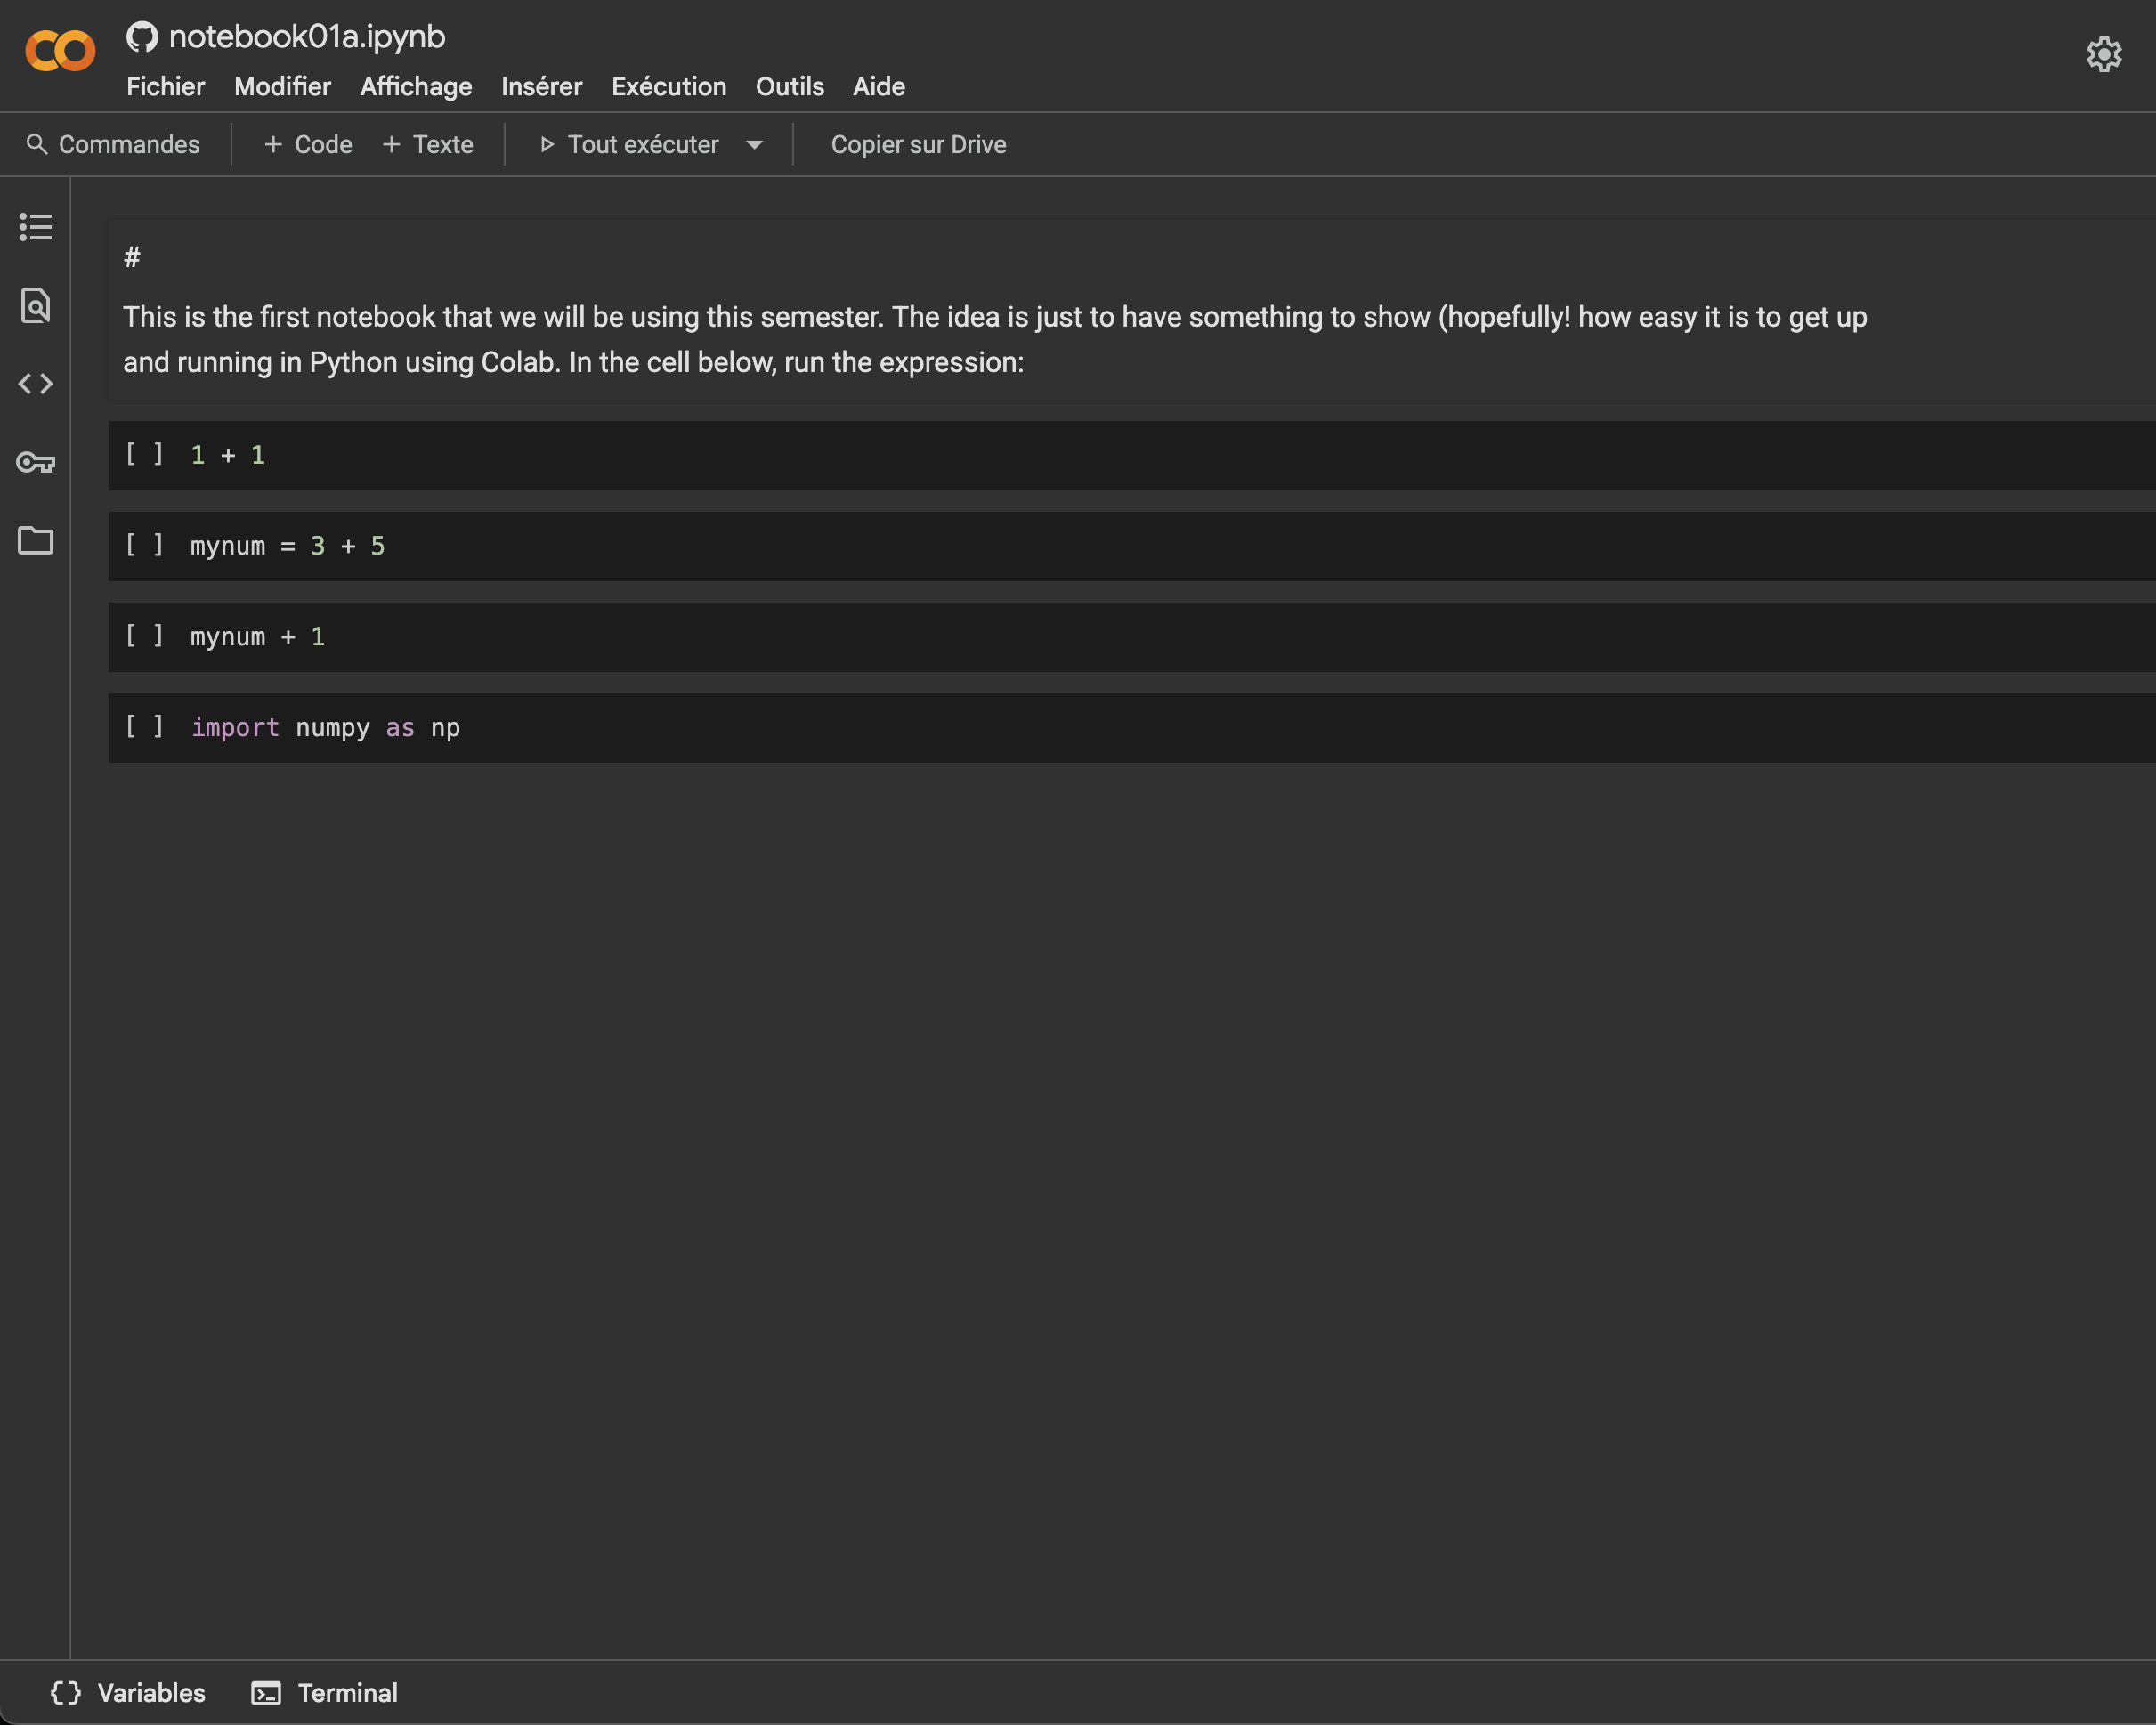 notebook01a.ipynb
Fichier Modifier Affichage Insérer Exécution Outils Aide
Commandes + Code + Texte Tout exécuter Copier sur Drive
#
This is the first notebook that we will be using this semester. The idea is just to have something to show (hopefully! how easy it is to get up
and running in Python using Colab. In the cell below, run the expression:
[ ] 1 + 1
[ ] mynum = 3 + 5
[ ] mynum + 1
[ ] import numpy as np
Variables Terminal